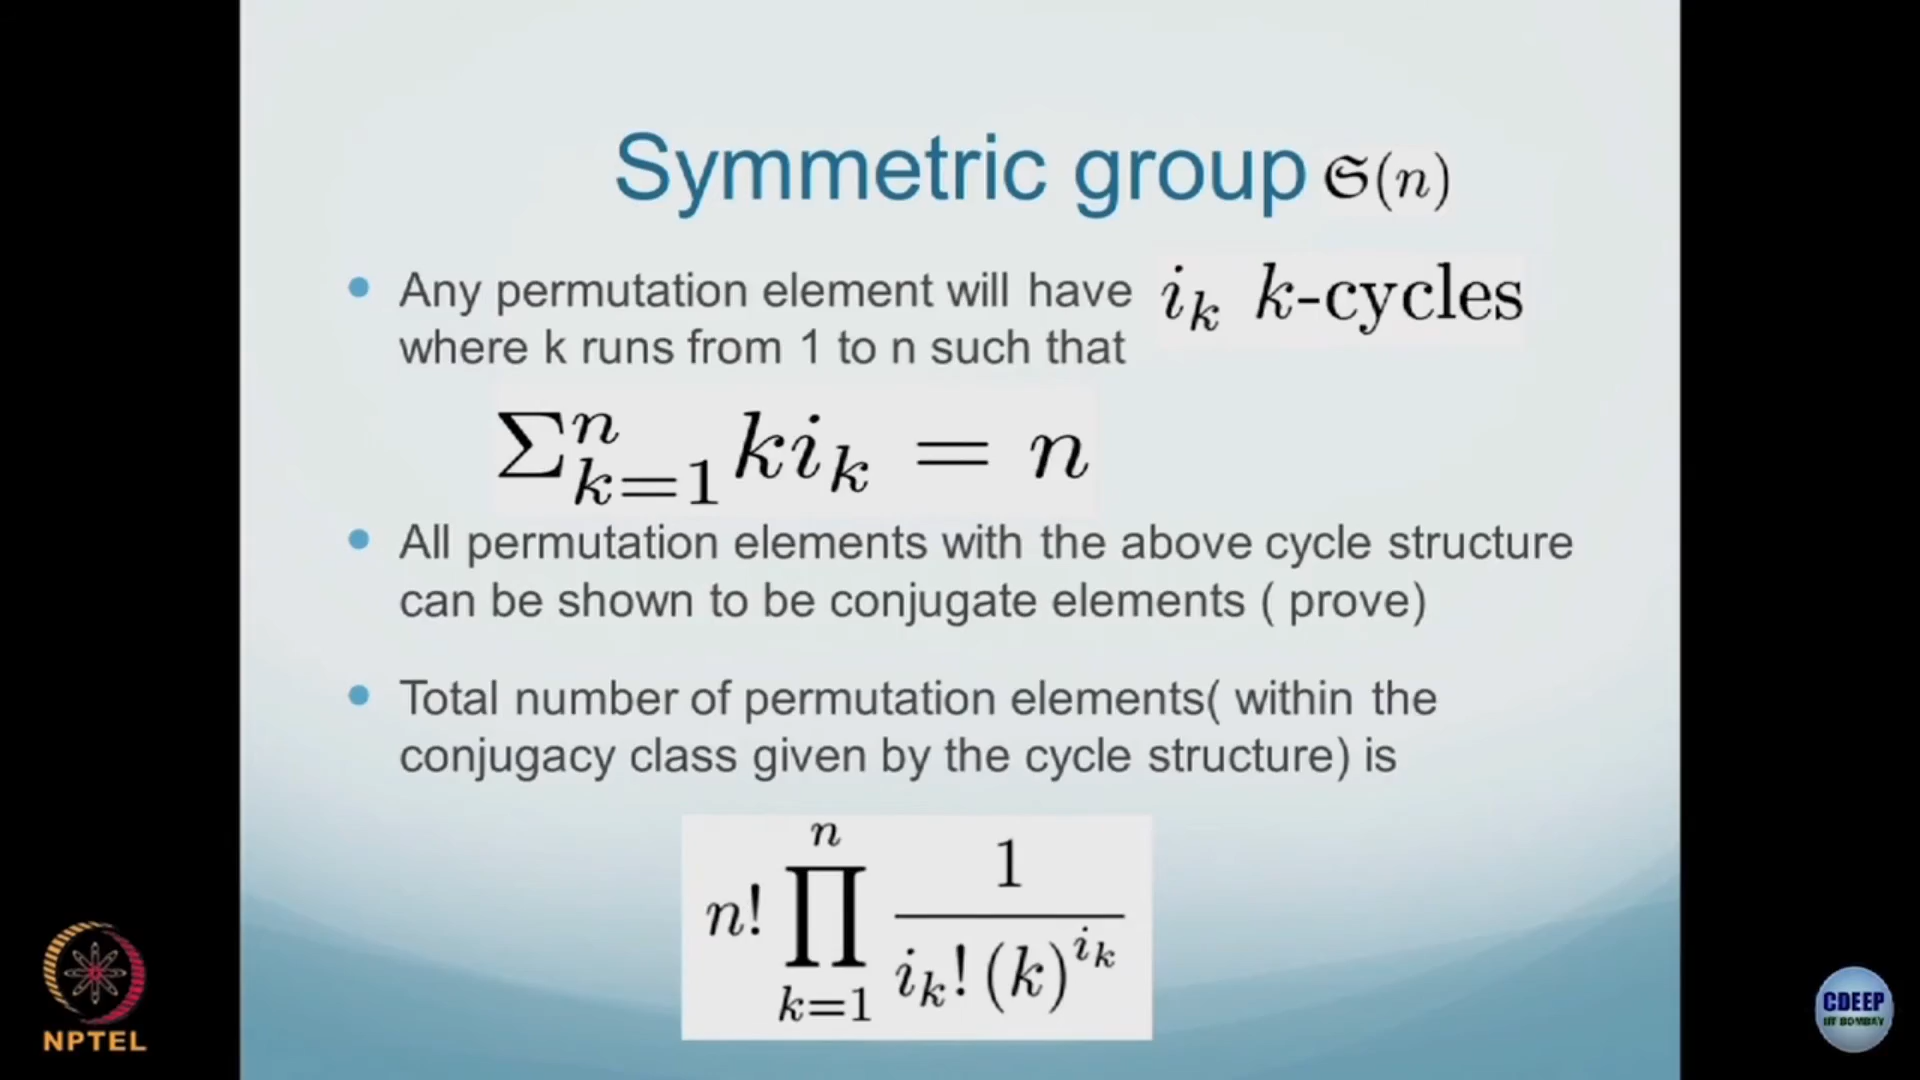 Symmetric group 𝔖(n)
Any permutation element will have i_k k-cycles
where k runs from 1 to n such that
Σ_{k=1}^{n} k i_k = n
All permutation elements with the above cycle structure
can be shown to be conjugate elements ( prove)
Total number of permutation elements( within the
conjugacy class given by the cycle structure) is
n! ∏_{k=1}^{n} 1 / (i_k! (k)^{i_k})
NPTEL
CDEEP
IIT BOMBAY